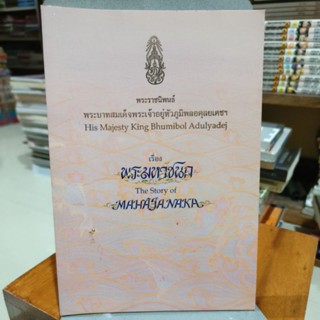 พระราชนิพนธ์
พระบาทสมเด็จพระเจ้าอยู่หัวภูมิพลอดุลยเดชฯ
His Majesty King Bhumibol Adulyadej
เรื่อง
พระมหาชนก
The Story of
MAHAJANAKA